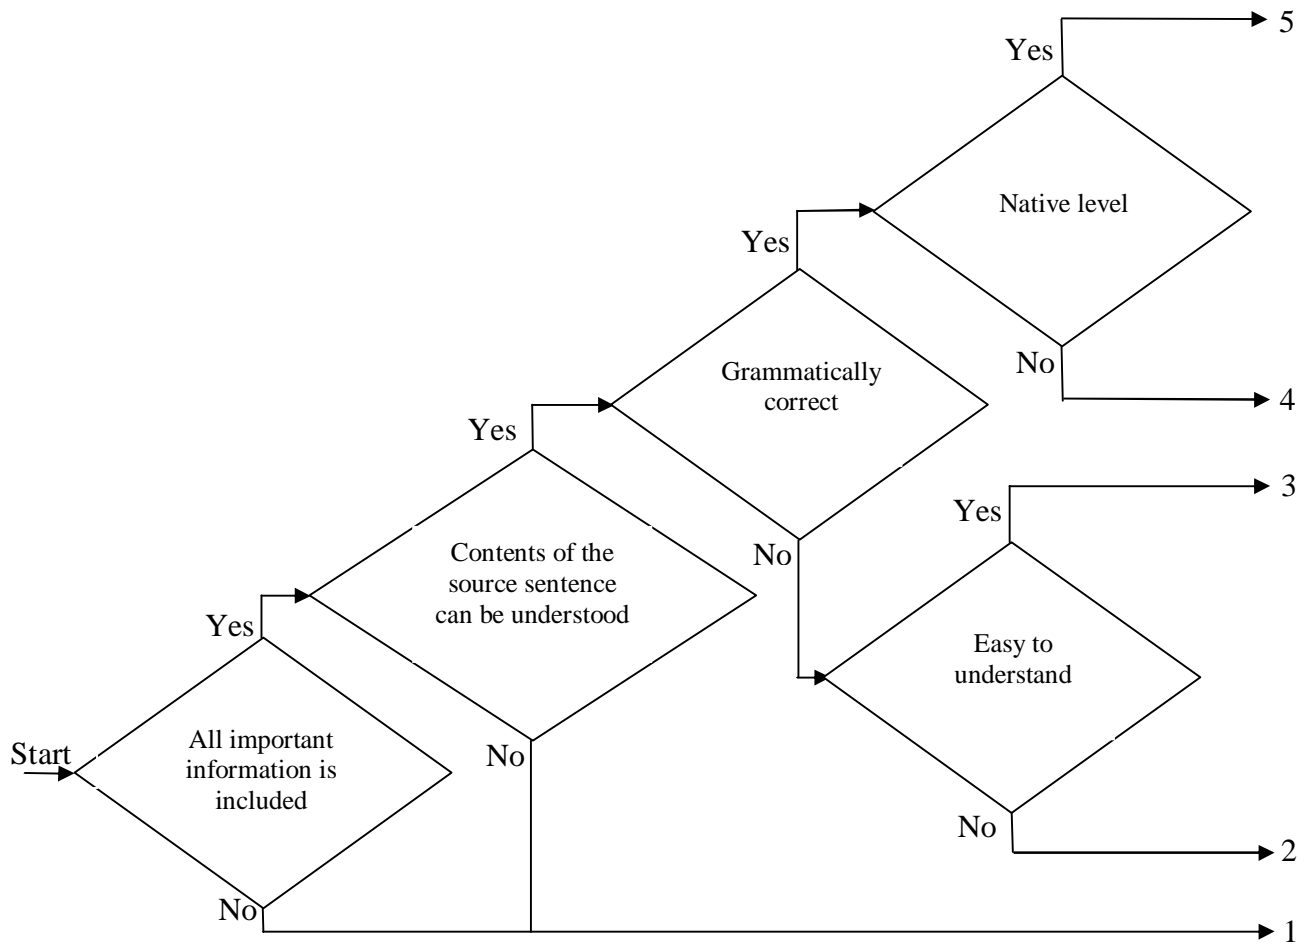 5
Yes
Native level
Yes
No
Grammatically
correct
4
Yes
3
Yes
No
Contents of the
source sentence
can be understood
Yes
Easy to
understand
No
All important
information is
included
Start
No
2
No
1